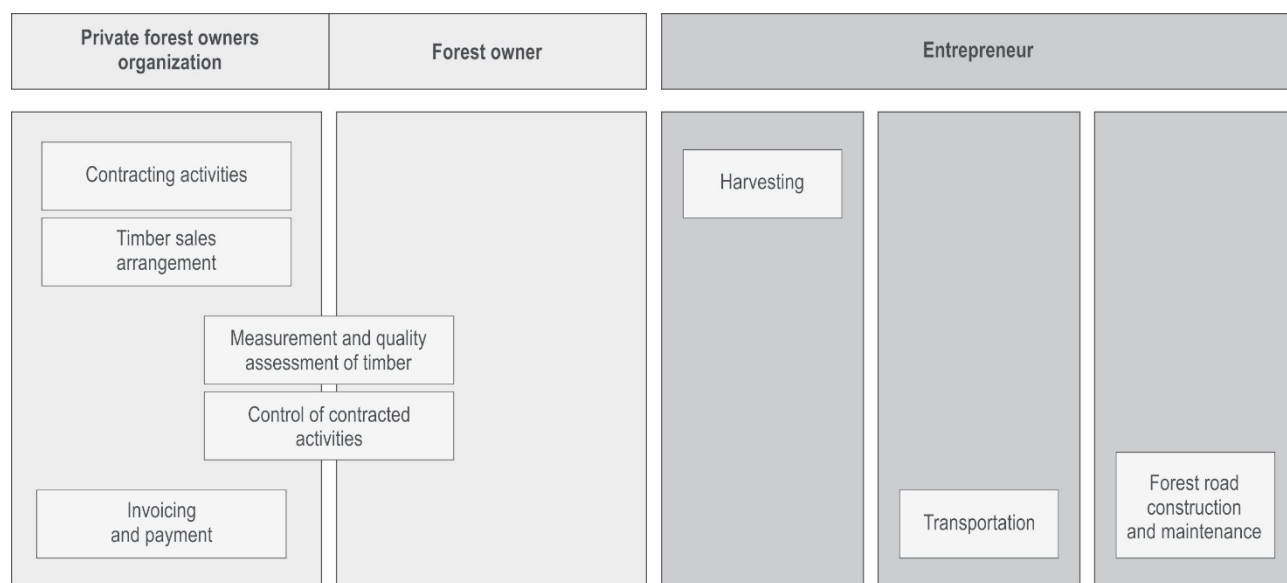 Private forest owners
organization
Forest owner
Entrepreneur
Contracting activities
Timber sales
arrangement
Measurement and quality
assessment of timber
Control of contracted
activities
Invoicing
and payment
Harvesting
Transportation
Forest road
construction
and maintenance